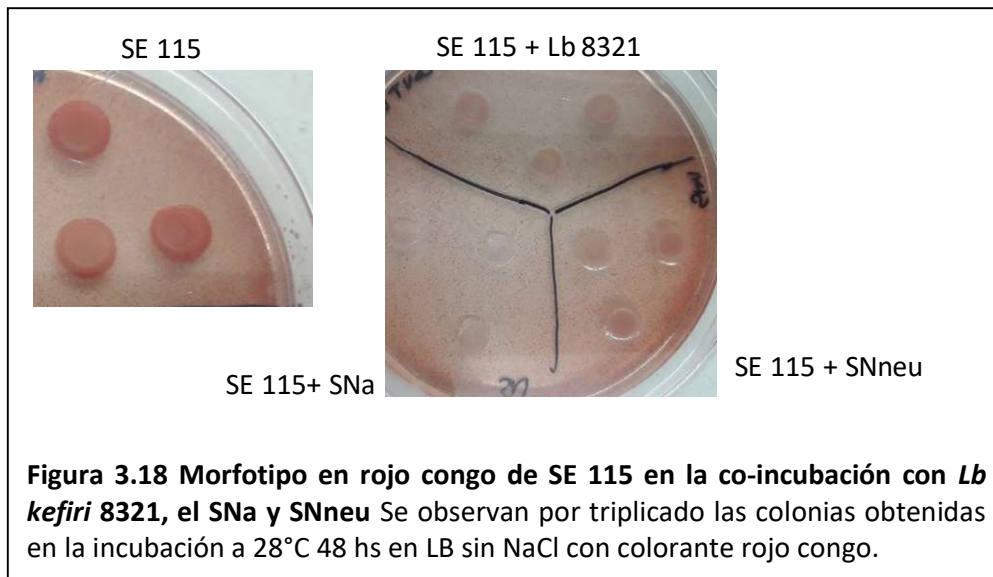 SE 115
SE 115 + Lb 8321
SE 115+ SNa
SE 115 + SNneu
Figura 3.18 Morfotipo en rojo congo de SE 115 en la co-incubación con Lb
kefiri 8321, el SNa y SNneu Se observan por triplicado las colonias obtenidas
en la incubación a 28°C 48 hs en LB sin NaCl con colorante rojo congo.